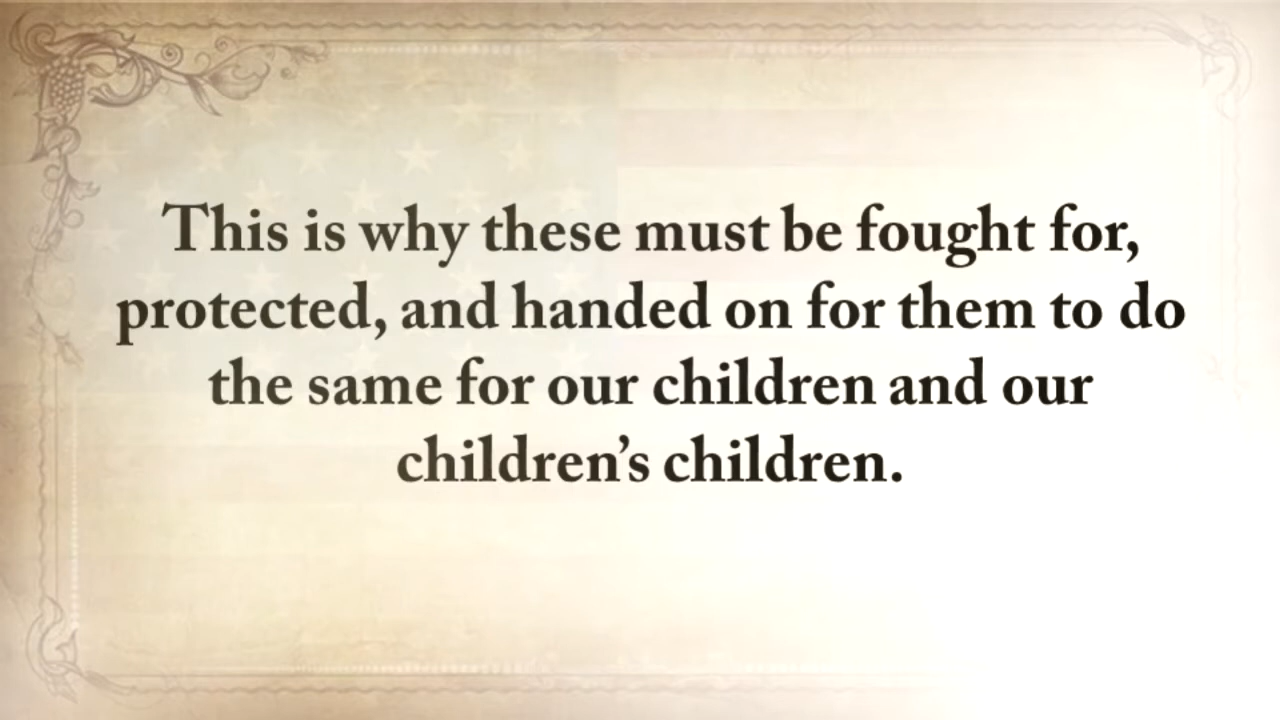 This is why these must be fought for,
protected, and handed on for them to do
the same for our children and our
children’s children.